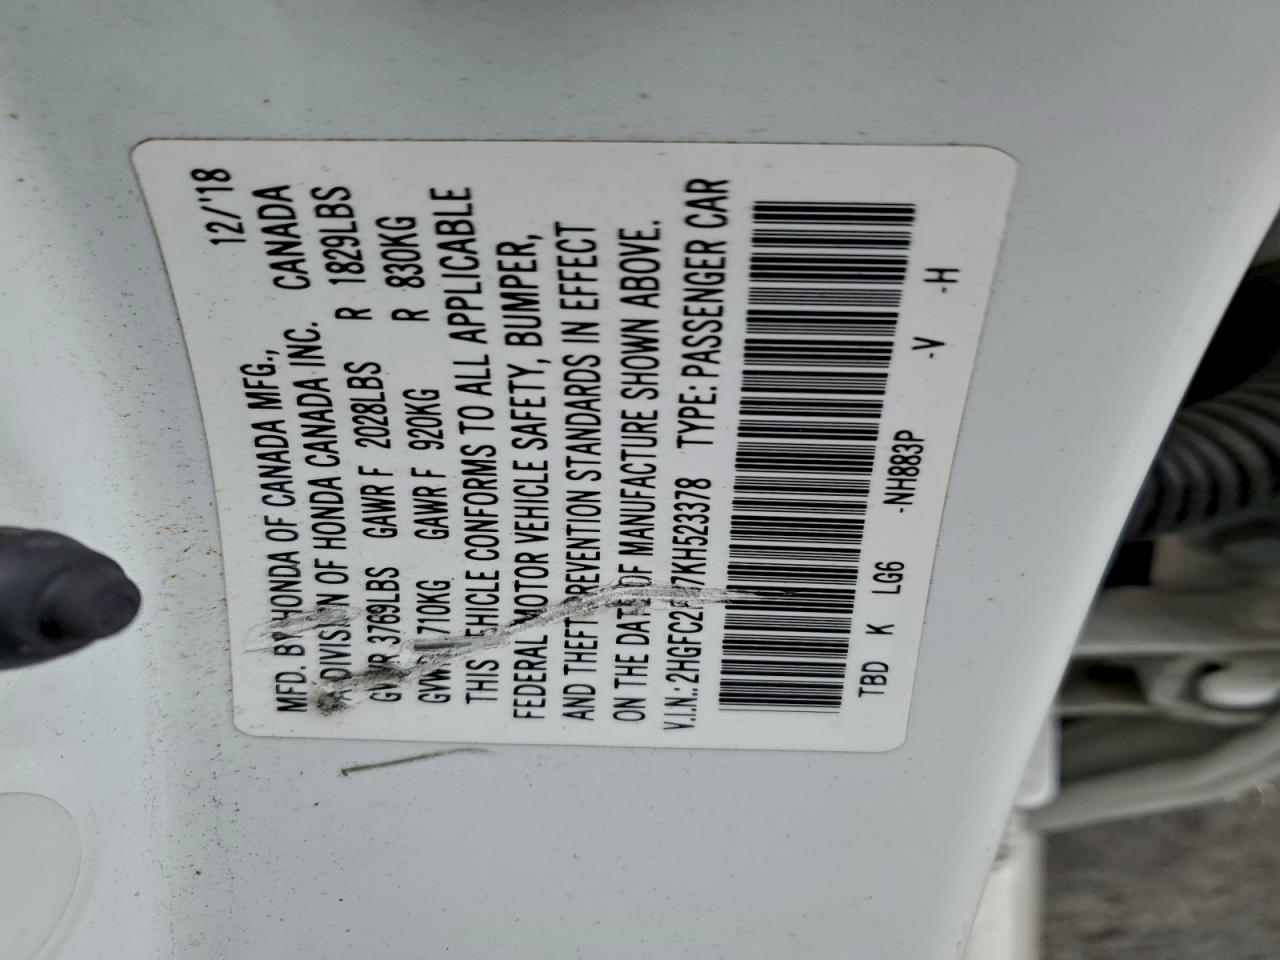 12/'18
MFD. BY HONDA OF CANADA MFG.,
A DIVISION OF HONDA CANADA INC. CANADA
GVWR 3769LBS GAWR F 2028LBS R 1829LBS
GVWR 1710KG GAWR F 920KG R 830KG
THIS VEHICLE CONFORMS TO ALL APPLICABLE
FEDERAL MOTOR VEHICLE SAFETY, BUMPER,
AND THEFT PREVENTION STANDARDS IN EFFECT
ON THE DATE OF MANUFACTURE SHOWN ABOVE.
V.I.N.: TYPE: PASSENGER CAR
TBD K LG6 -NH883P -V -H